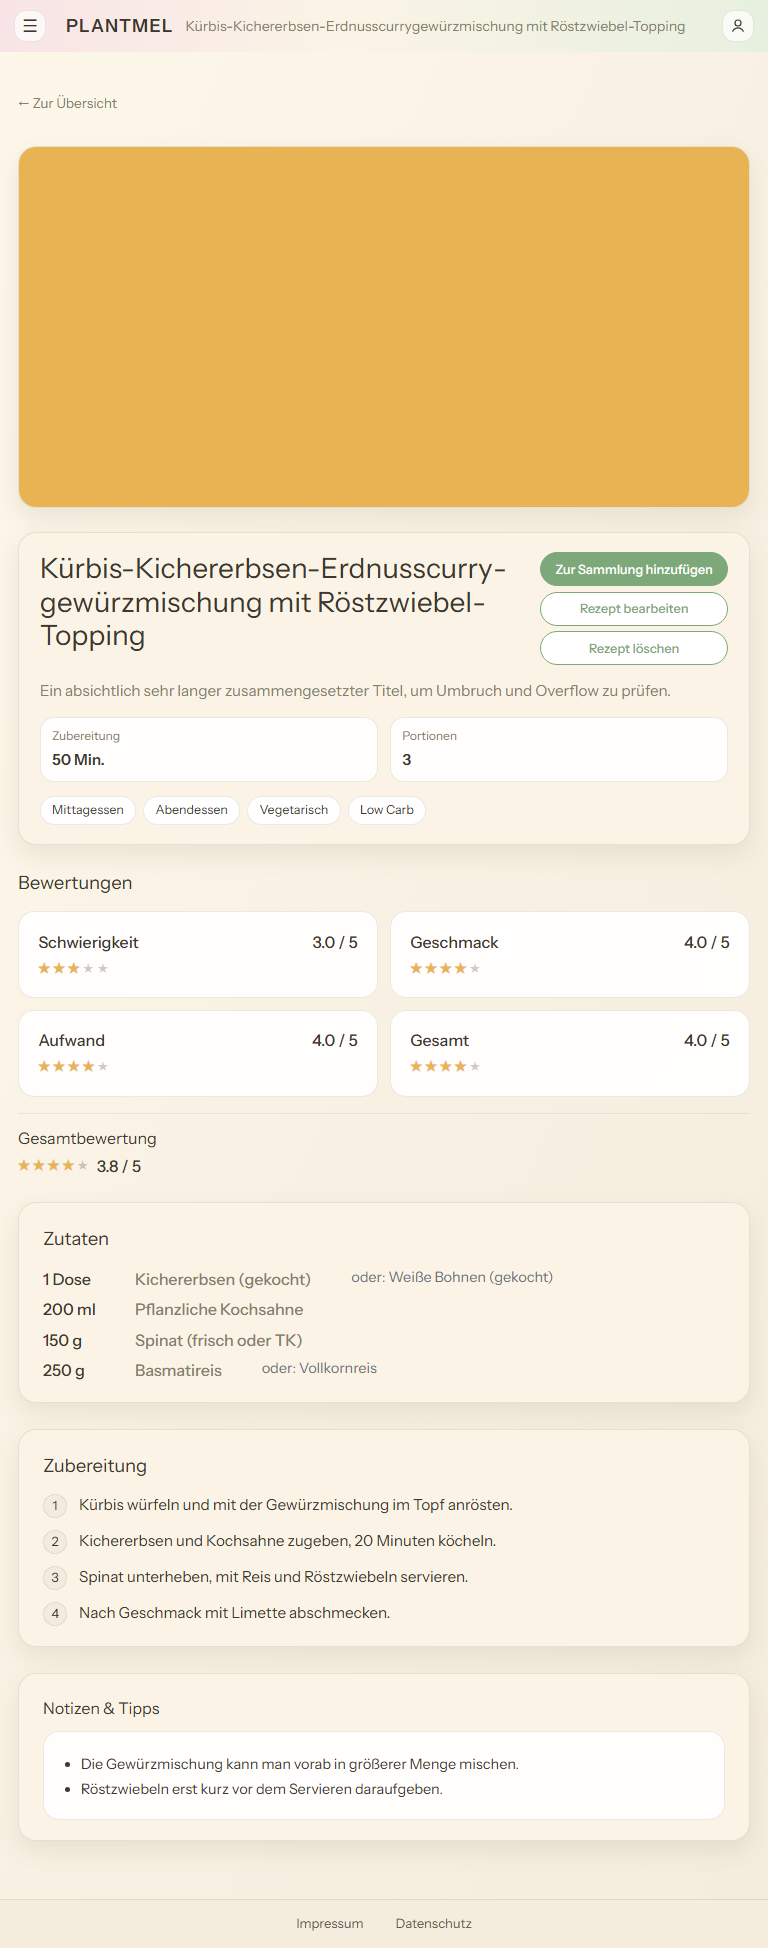 PLANTMEL Kürbis-Kichererbsen-Erdnusscurrygewürzmischung mit Röstzwiebel-Topping
← Zur Übersicht
Kürbis-Kichererbsen-Erdnusscurry-
gewürzmischung mit Röstzwiebel-
Topping
Zur Sammlung hinzufügen
Rezept bearbeiten
Rezept löschen
Ein absichtlich sehr langer zusammengesetzter Titel, um Umbruch und Overflow zu prüfen.
Zubereitung
50 Min.
Portionen
3
Mittagessen Abendessen Vegetarisch Low Carb
Bewertungen
Schwierigkeit 3.0 / 5
★★★★★
Geschmack 4.0 / 5
★★★★★
Aufwand 4.0 / 5
★★★★★
Gesamt 4.0 / 5
★★★★★
Gesamtbewertung
★★★★★ 3.8 / 5
Zutaten
1 Dose Kichererbsen (gekocht) oder: Weiße Bohnen (gekocht)
200 ml Pflanzliche Kochsahne
150 g Spinat (frisch oder TK)
250 g Basmatireis oder: Vollkornreis
Zubereitung
1 Kürbis würfeln und mit der Gewürzmischung im Topf anrösten.
2 Kichererbsen und Kochsahne zugeben, 20 Minuten köcheln.
3 Spinat unterheben, mit Reis und Röstzwiebeln servieren.
4 Nach Geschmack mit Limette abschmecken.
Notizen & Tipps
• Die Gewürzmischung kann man vorab in größerer Menge mischen.
• Röstzwiebeln erst kurz vor dem Servieren daraufgeben.
Impressum Datenschutz